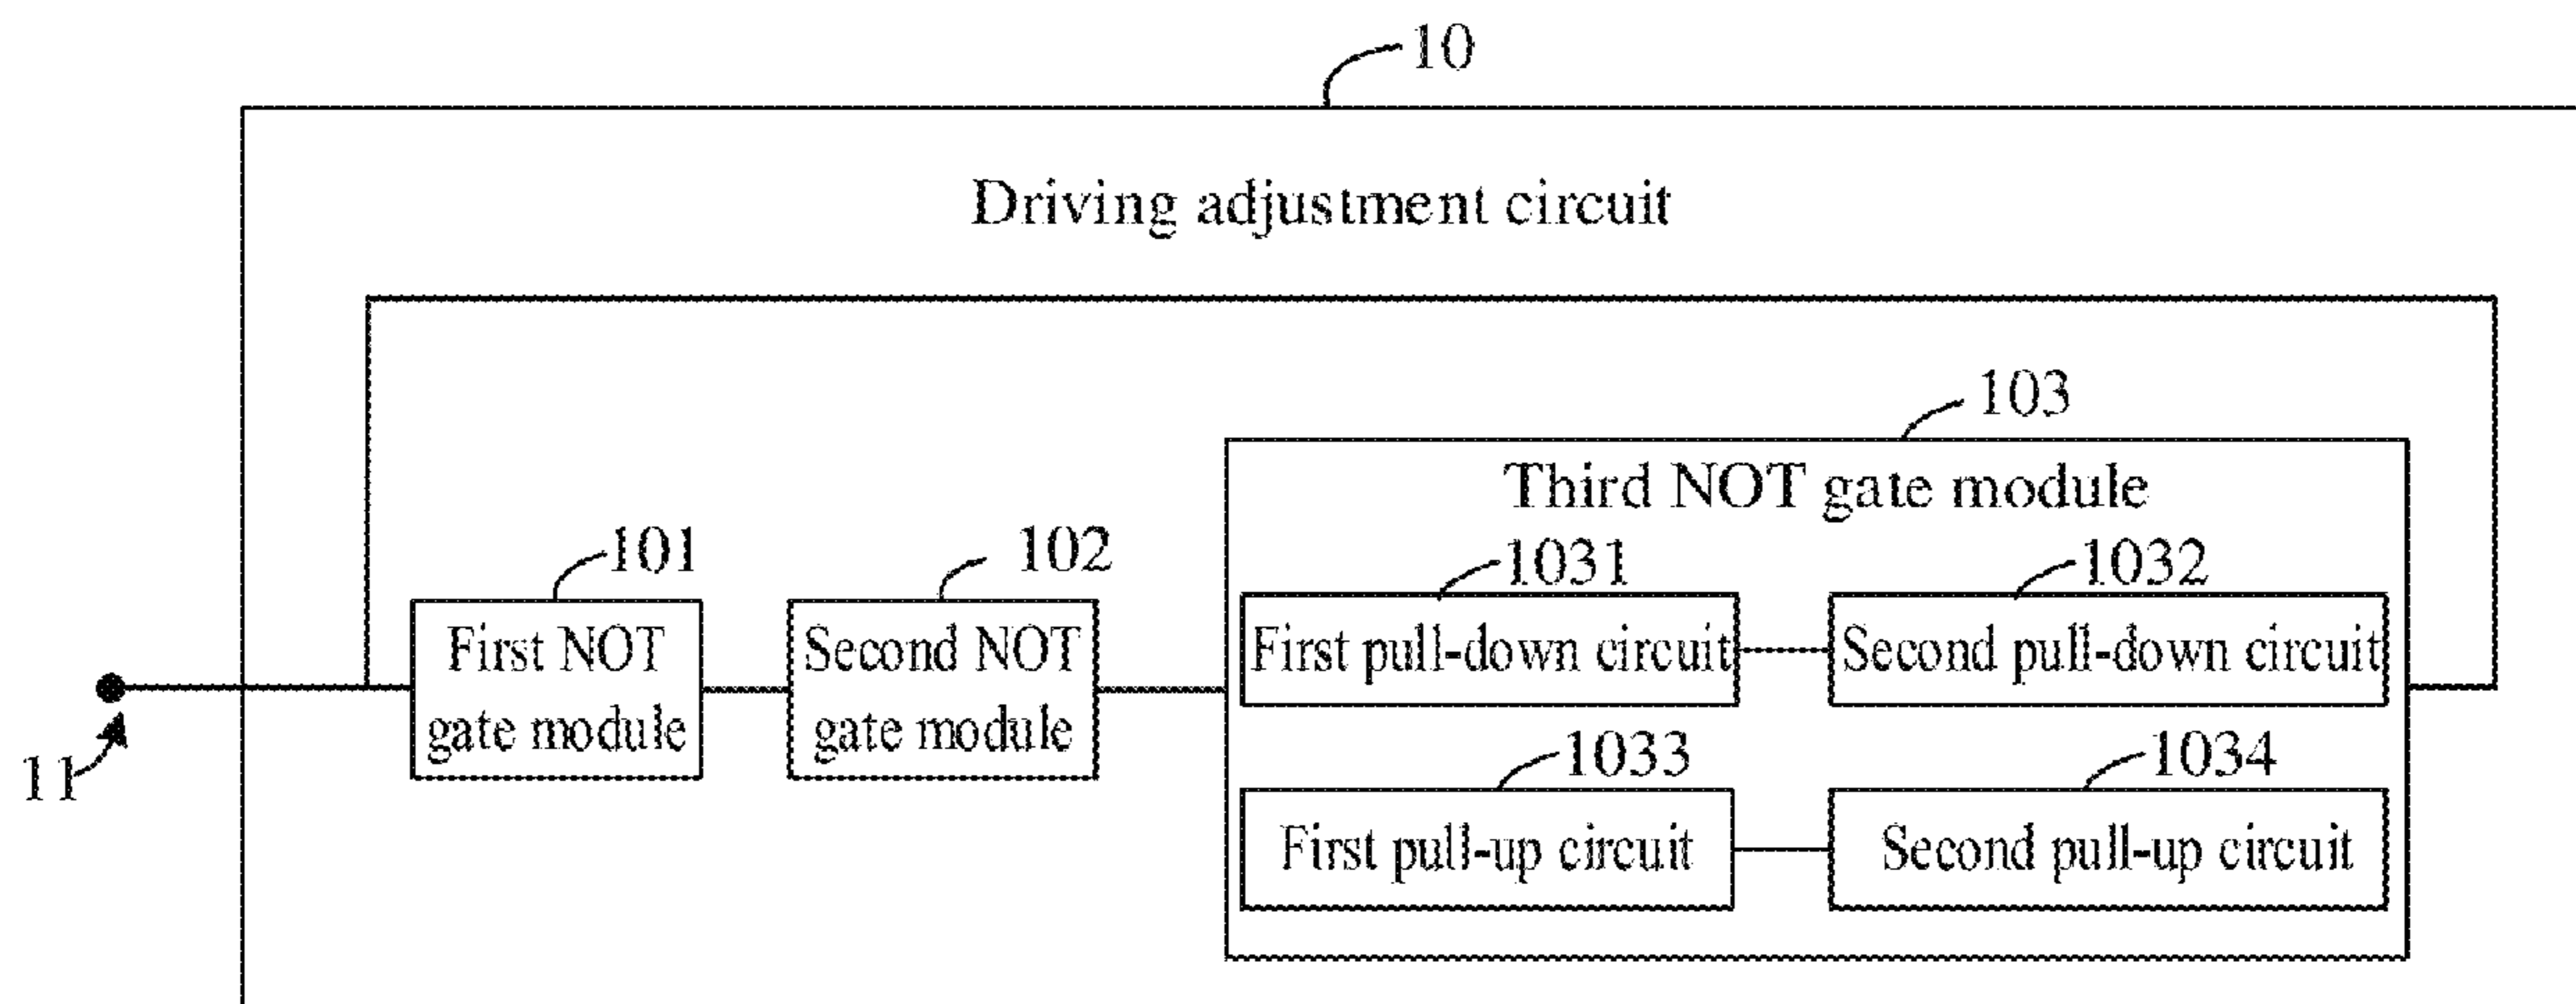 10
Driving adjustment circuit
103
Third NOT gate module
101
102
1031
1032
First NOT
gate module
Second NOT
gate module
First pull-down circuit
Second pull-down circuit
11
1033
1034
First pull-up circuit
Second pull-up circuit